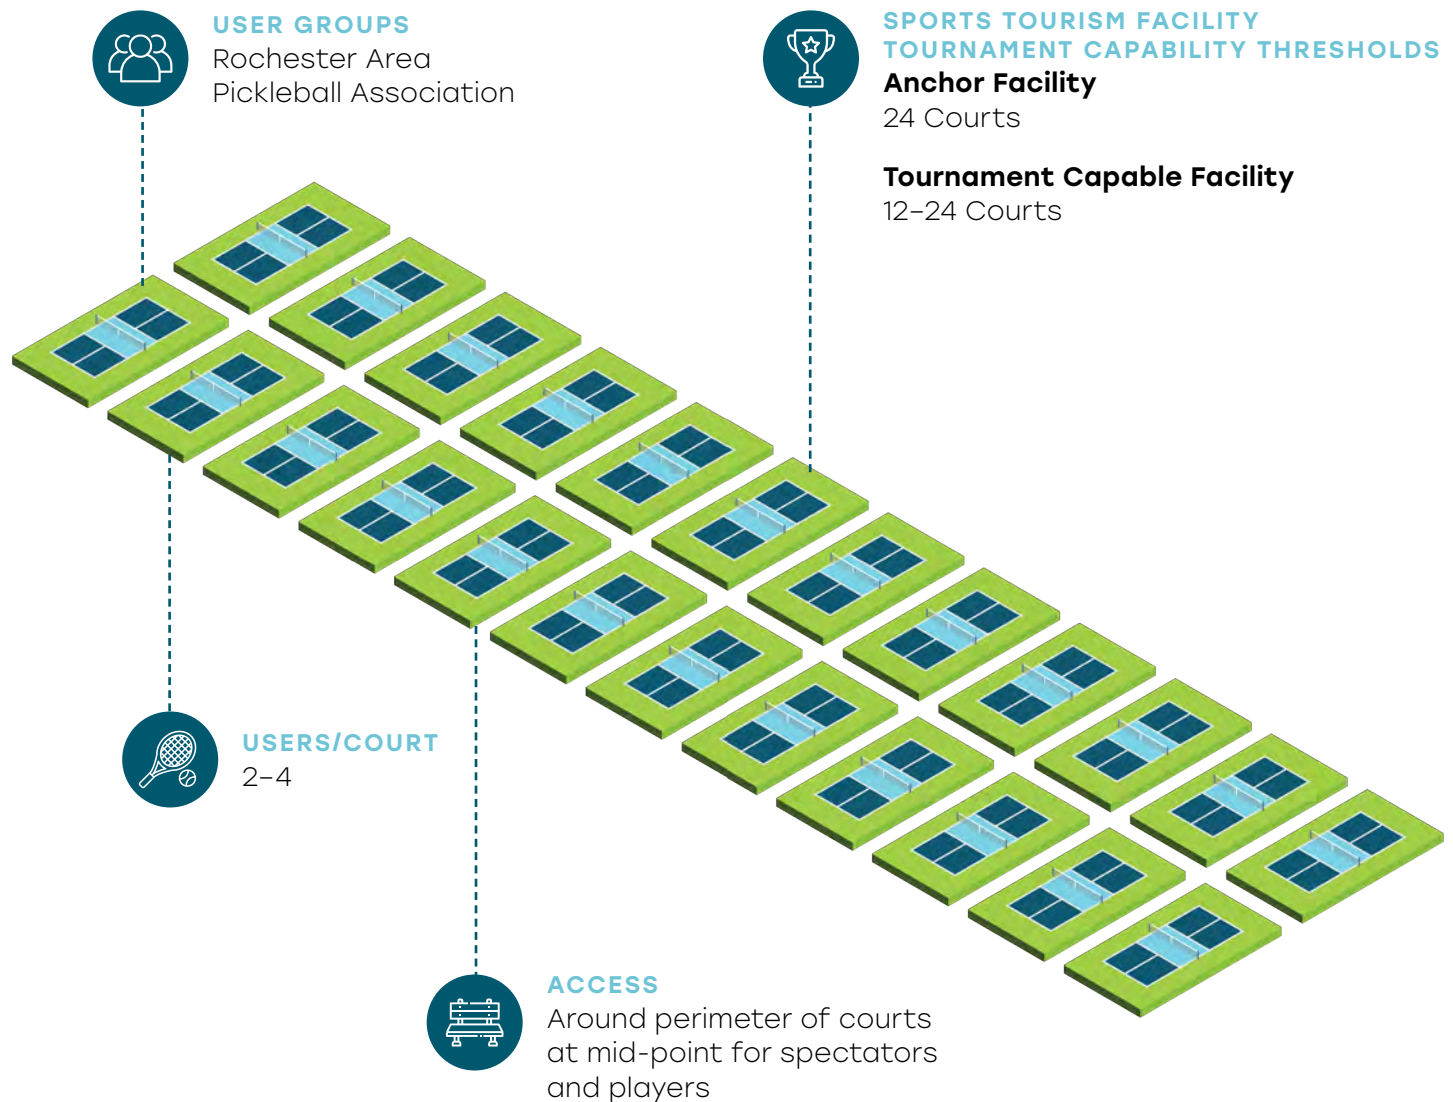 USER GROUPS
Rochester Area
Pickleball Association
SPORTS TOURISM FACILITY
TOURNAMENT CAPABILITY THRESHOLDS
Anchor Facility
24 Courts
Tournament Capable Facility
12–24 Courts
USERS/COURT
2–4
ACCESS
Around perimeter of courts
at mid-point for spectators
and players